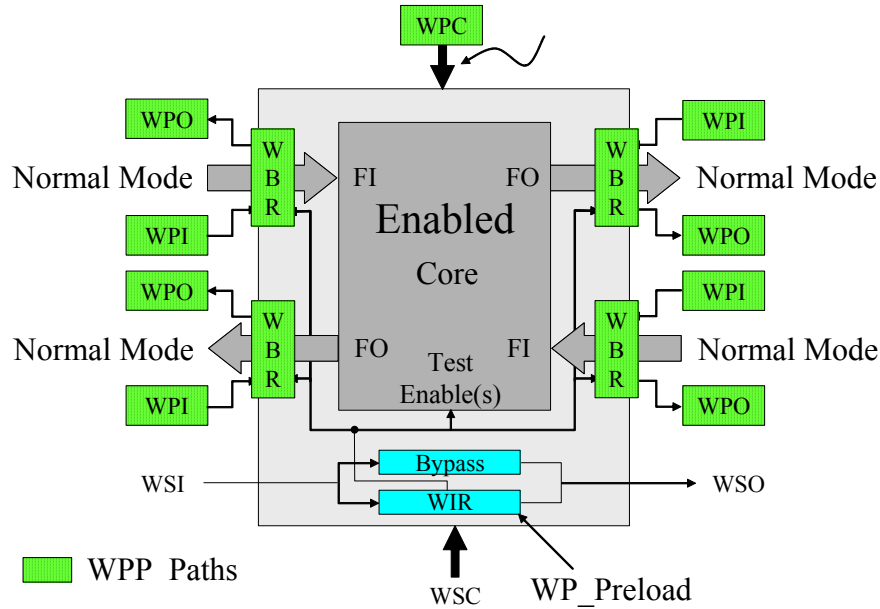 WPC
WPO
WPI
W
B
R
W
B
R
Normal Mode
FI
FO
Normal Mode
WPI
Enabled
WPO
Core
WPO
WPI
W
B
R
W
B
R
Normal Mode
FO
FI
Normal Mode
Test
Enable(s)
WPI
WPO
Bypass
WSI
WSO
WIR
WPP Paths
WSC
WP_Preload